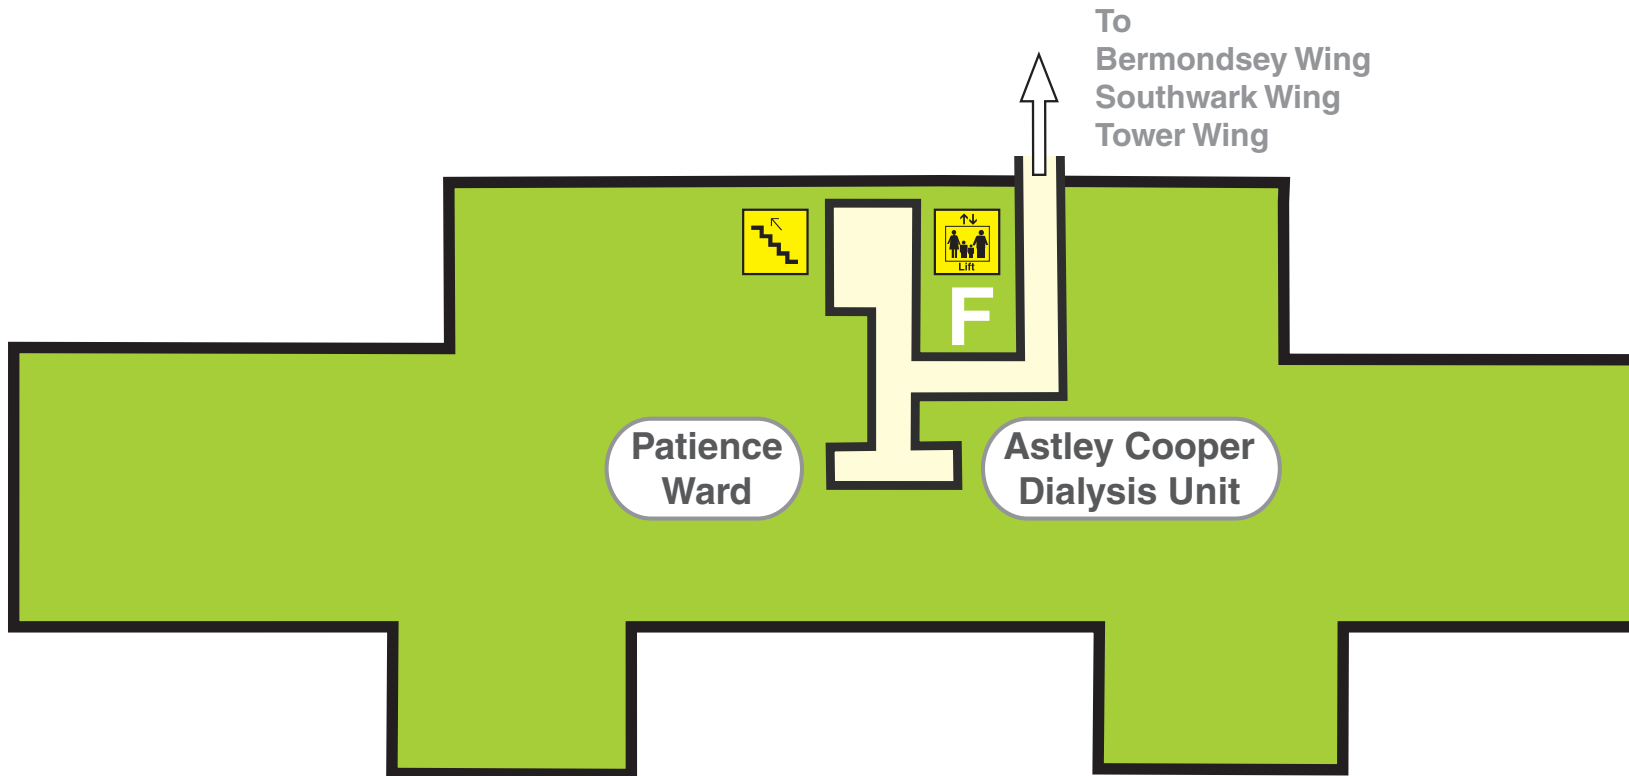 To
Bermondsey Wing
Southwark Wing
Tower Wing
Lift
F
Patience
Ward
Astley Cooper
Dialysis Unit